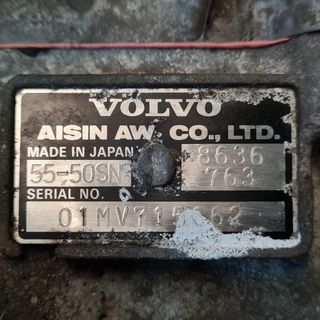 VOLVO
AISIN AW. CO., LTD.
MADE IN JAPAN 8636
55-50SN 763
SERIAL NO.